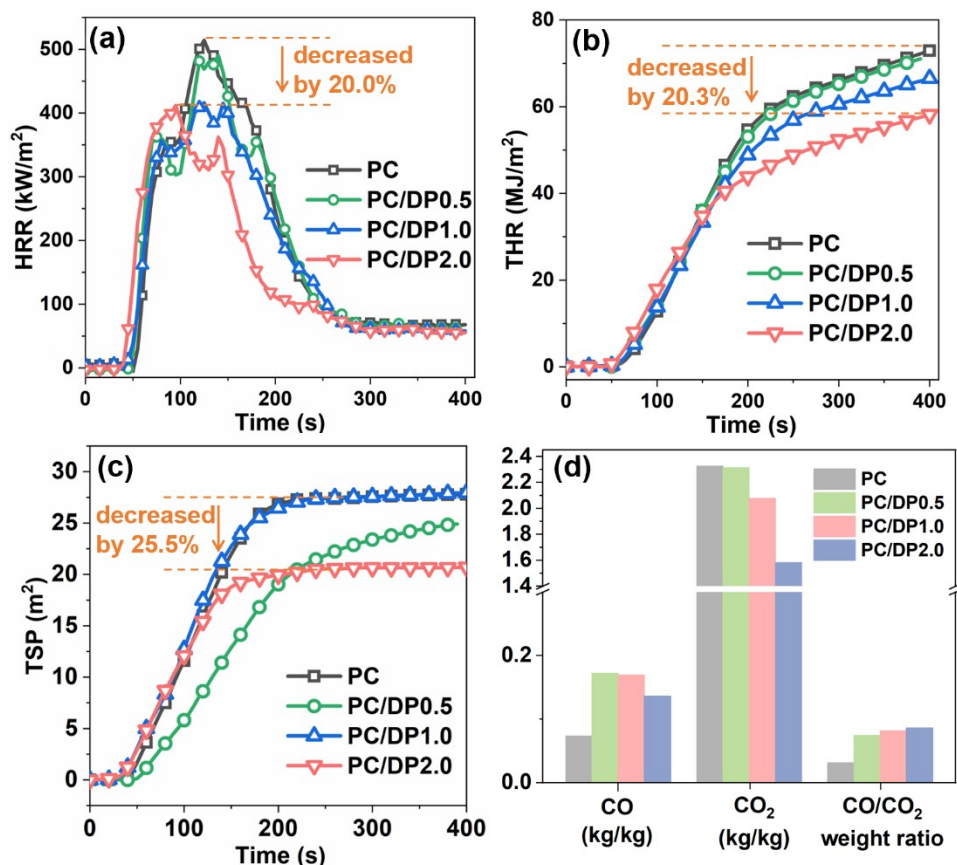 (a)
500
400
300
200
100
0
HRR (kW/m²)
decreased
by 20.0%
PC
PC/DP0.5
PC/DP1.0
PC/DP2.0
0 100 200 300 400
Time (s)
(b)
80
60
40
20
0
THR (MJ/m²)
decreased
by 20.3%
PC
PC/DP0.5
PC/DP1.0
PC/DP2.0
0 100 200 300 400
Time (s)
(c)
30
25
20
15
10
5
0
TSP (m²)
decreased
by 25.5%
PC
PC/DP0.5
PC/DP1.0
PC/DP2.0
0 100 200 300 400
Time (s)
(d)
2.4
2.2
2.0
1.8
1.6
1.4
0.2
0.0
PC
PC/DP0.5
PC/DP1.0
PC/DP2.0
CO CO₂ CO/CO₂
(kg/kg) (kg/kg) weight ratio